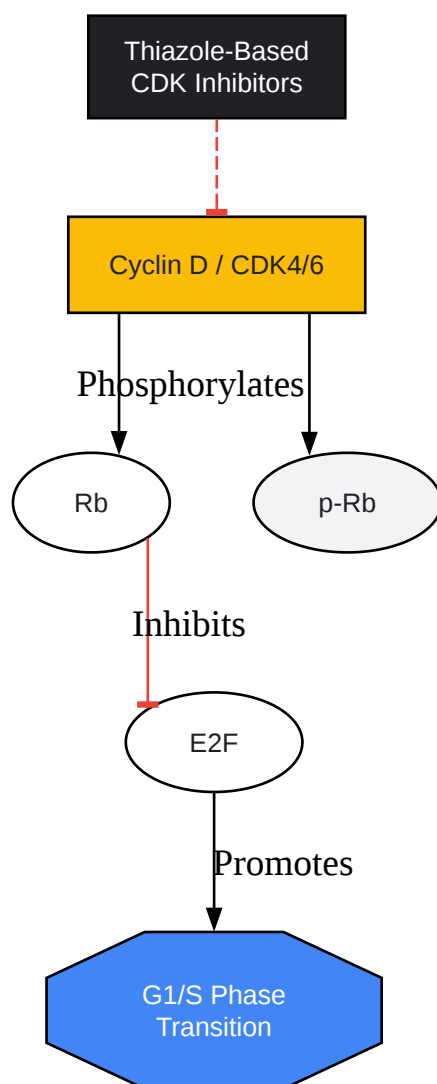 Thiazole-Based
CDK Inhibitors
Cyclin D / CDK4/6
Phosphorylates
Rb
p-Rb
Inhibits
E2F
Promotes
G1/S Phase
Transition